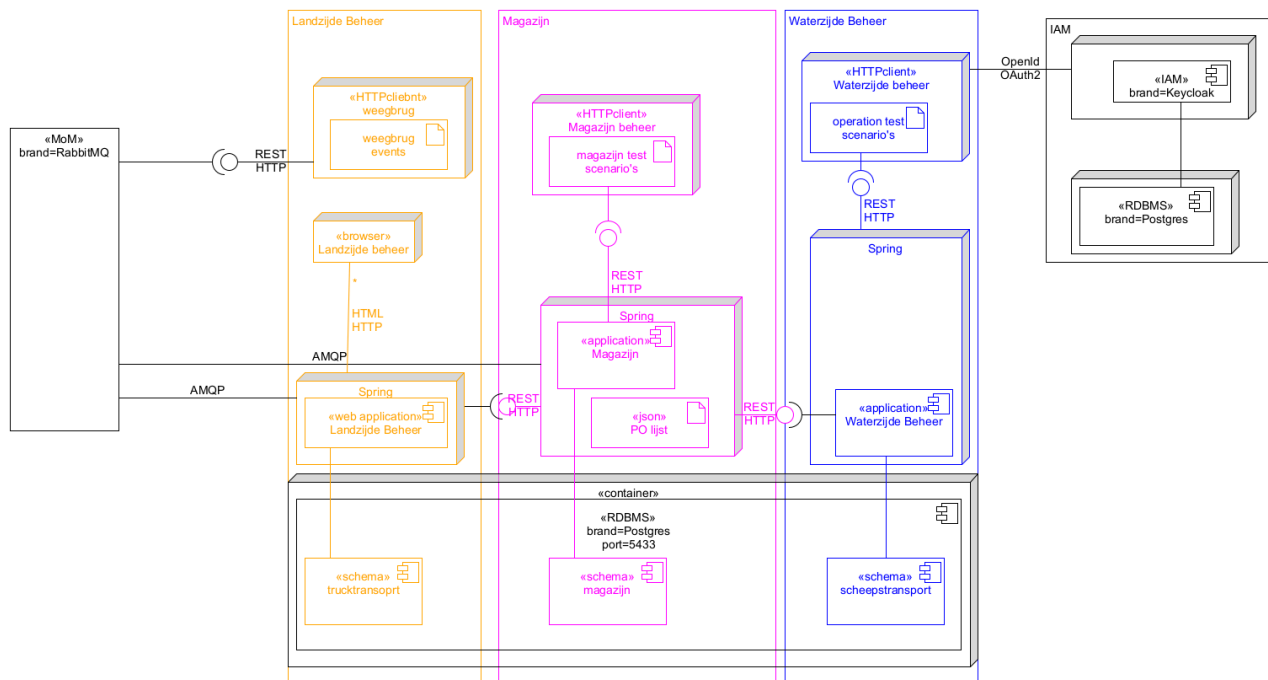 Landzijde Beheer
Magazijn
Waterzijde Beheer
IAM
«MoM»
brand=RabbitMQ
REST
HTTP
«HTTPcliebnt»
weegbrug
weegbrug
events
«browser»
Landzijde beheer
*
HTML
HTTP
AMQP
AMQP
Spring
«web application»
Landzijde Beheer
REST
HTTP
«HTTPclient»
Magazijn beheer
magazijn test
scenario's
REST
HTTP
Spring
«application»
Magazijn
«json»
PO lijst
REST
HTTP
«HTTPclient»
Waterzijde beheer
operation test
scenario's
REST
HTTP
Spring
«application»
Waterzijde Beheer
OpenId
OAuth2
«IAM»
brand=Keycloak
«RDBMS»
brand=Postgres
«container»
«RDBMS»
brand=Postgres
port=5433
«schema»
trucktransoprt
«schema»
magazijn
«schema»
scheepstransport